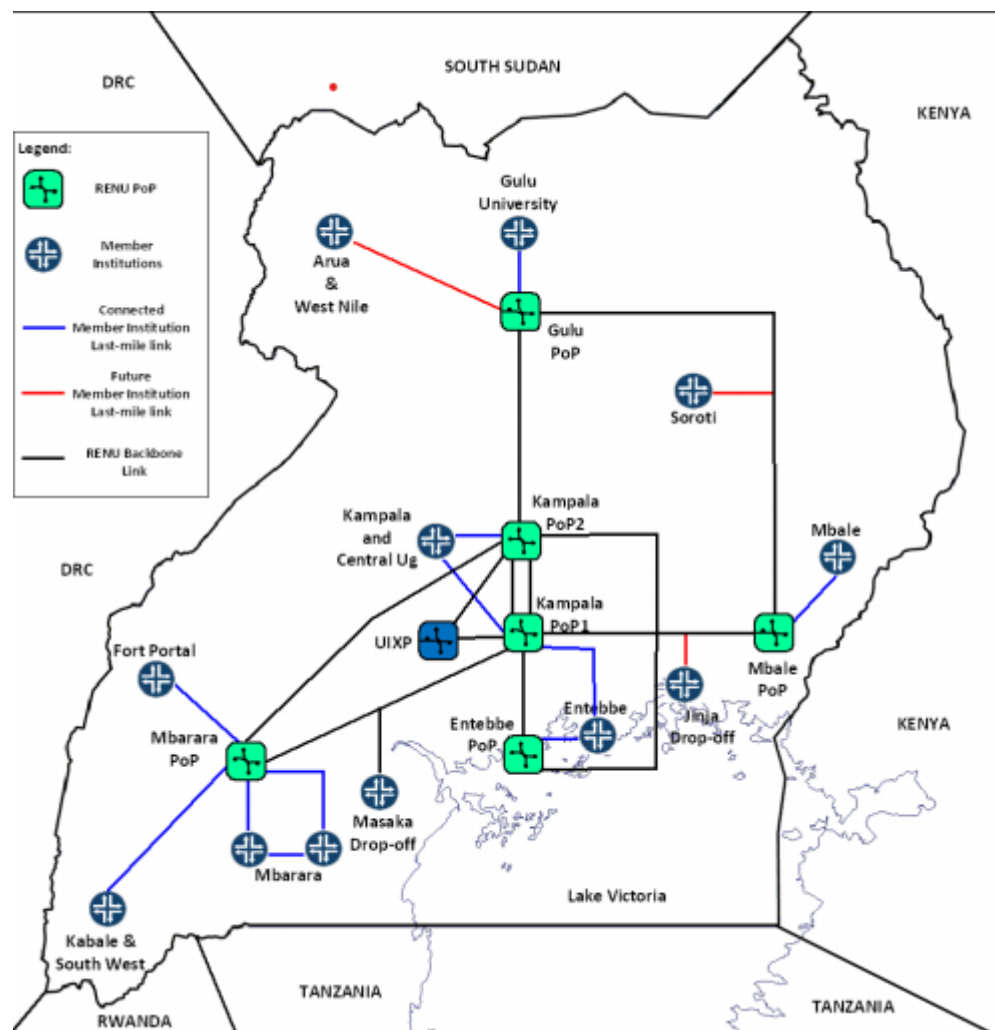 SOUTH SUDAN
DRC
KENYA
Legend:
RENU PoP
Member
Institutions
Connected
Member Institution
Last-mile link
Future
Member Institution
Last-mile link
RENU Backbone
Link
Gulu
University
Arua
&
West Nile
Gulu
PoP
Soroti
Kampala
PoP2
Kampala
and
Central Ug
Mbale
DRC
Kampala
PoP1
UIXP
Fort Portal
Mbale
PoP
Entebbe
Entebbe
PoP
Jinja
Drop-off
KENYA
Mbarara
PoP
Masaka
Drop-off
Mbarara
Lake Victoria
Kabale &
South West
TANZANIA
TANZANIA
RWANDA